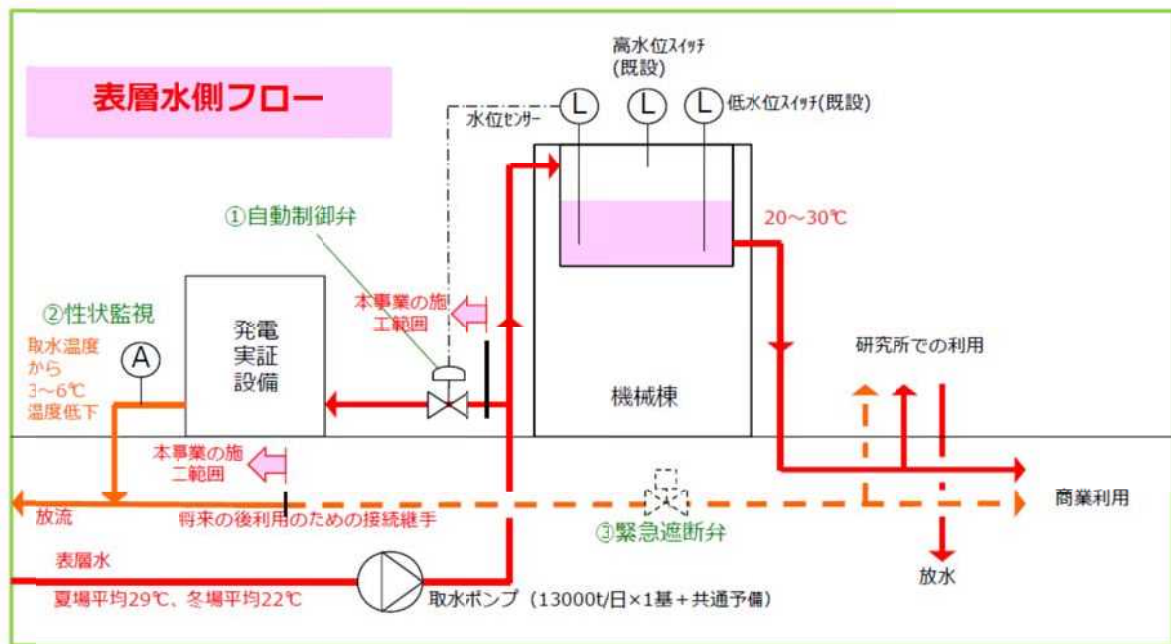 表層水側フロー
高水位スイッチ
(既設)
L
L
L
低水位スイッチ(既設)
水位センサー
①自動制御弁
20～30℃
②性状監視
取水温度
から
3～6℃
温度低下
A
発電
実証
設備
本事業の施
工範囲
機械棟
研究所での利用
本事業の施
工範囲
放流
将来の後利用のための接続継手
③緊急遮断弁
商業利用
表層水
夏場平均29℃、冬場平均22℃
取水ポンプ（13000t/日×1基＋共通予備）
放水